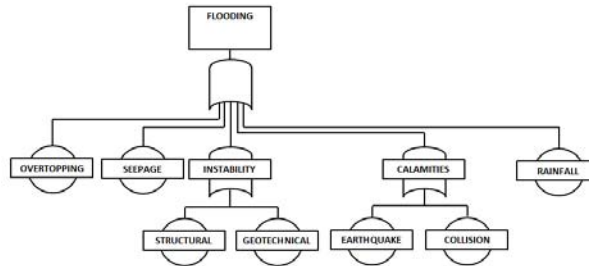 FLOODING
OVERTOPPING
SEEPAGE
INSTABILITY
CALAMITIES
RAINFALL
STRUCTURAL
GEOTECHNICAL
EARTHQUAKE
COLLISION